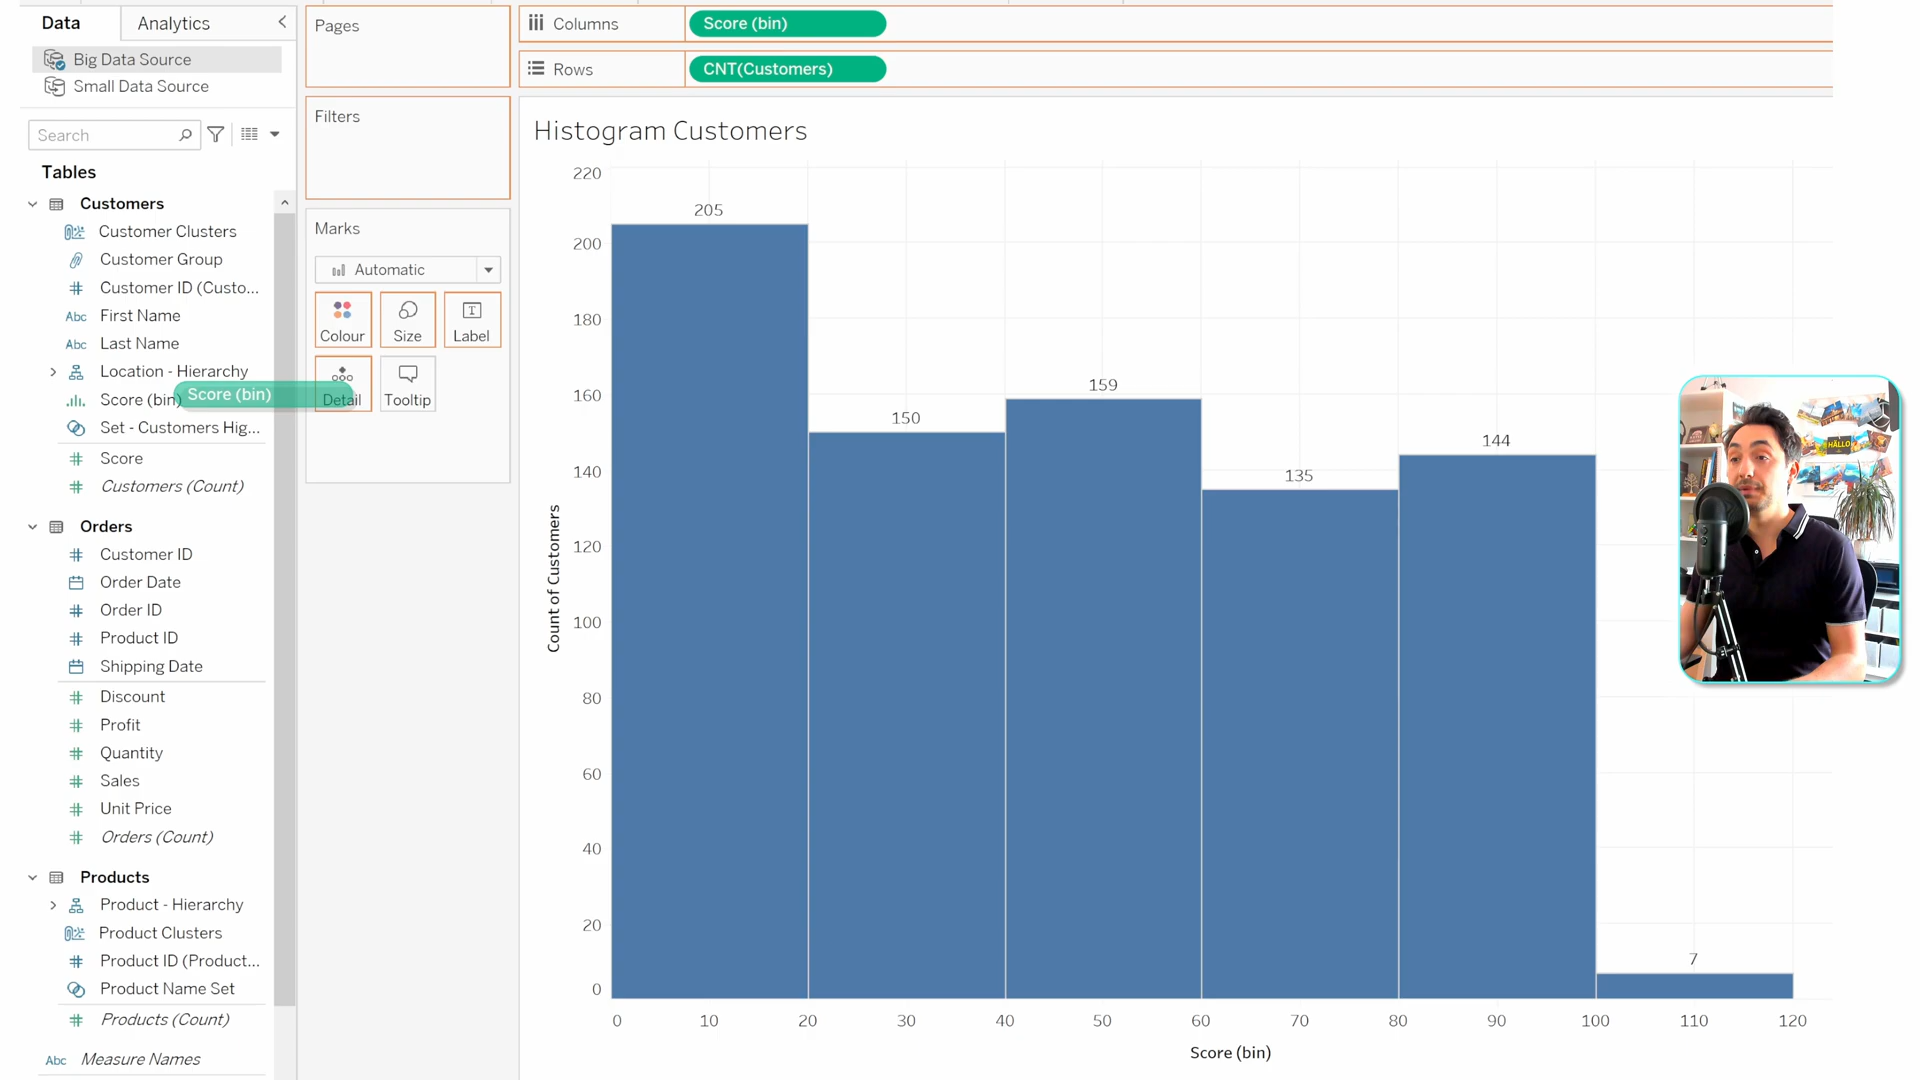 Data
Analytics
Big Data Source
Small Data Source
Search
Tables
Customers
Customer Clusters
Customer Group
Customer ID (Custo...
First Name
Last Name
Location - Hierarchy
Score (bin)
Score (bin)
Set - Customers Hig...
Score
Customers (Count)
Orders
Customer ID
Order Date
Order ID
Product ID
Shipping Date
Discount
Profit
Quantity
Sales
Unit Price
Orders (Count)
Products
Product - Hierarchy
Product Clusters
Product ID (Product...
Product Name Set
Products (Count)
Abc Measure Names
Abc
Abc
Pages
Filters
Marks
Automatic
Colour
Size
Label
Detail
Tooltip
Columns
Score (bin)
Rows
CNT(Customers)
Histogram Customers
220
200
180
160
140
120
100
80
60
40
20
0
Count of Customers
205
150
159
135
144
7
0 10 20 30 40 50 60 70 80 90 100 110 120
Score (bin)
HALLO